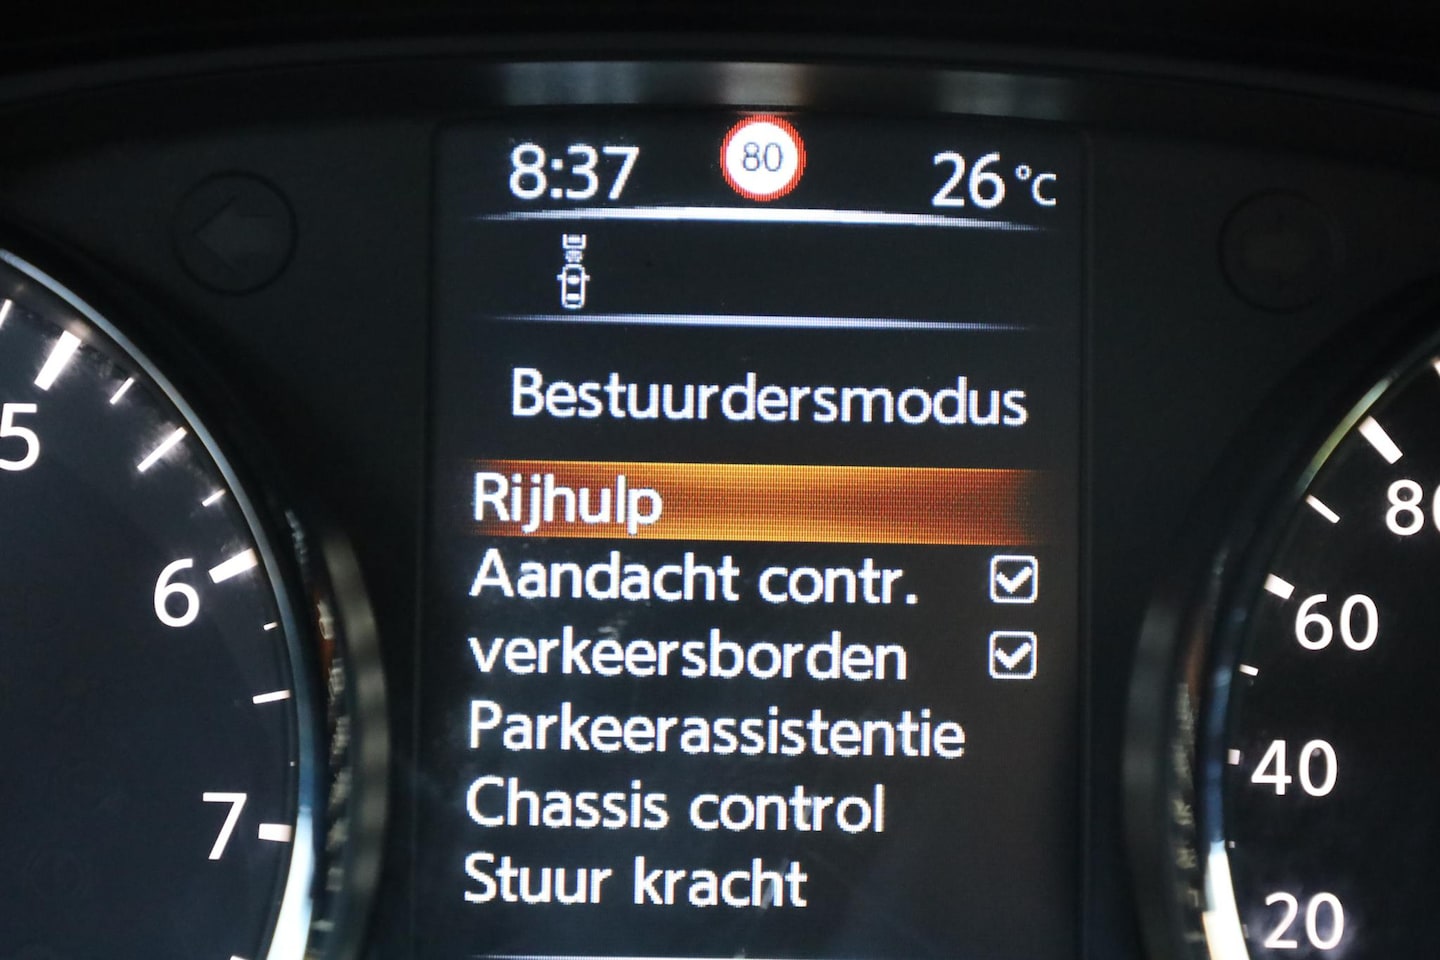 8:37 80 26 °C
Bestuurdersmodus
Rijhulp
Aandacht contr.
verkeersborden
Parkeerassistentie
Chassis control
Stuur kracht
5
6
7
80
60
40
20